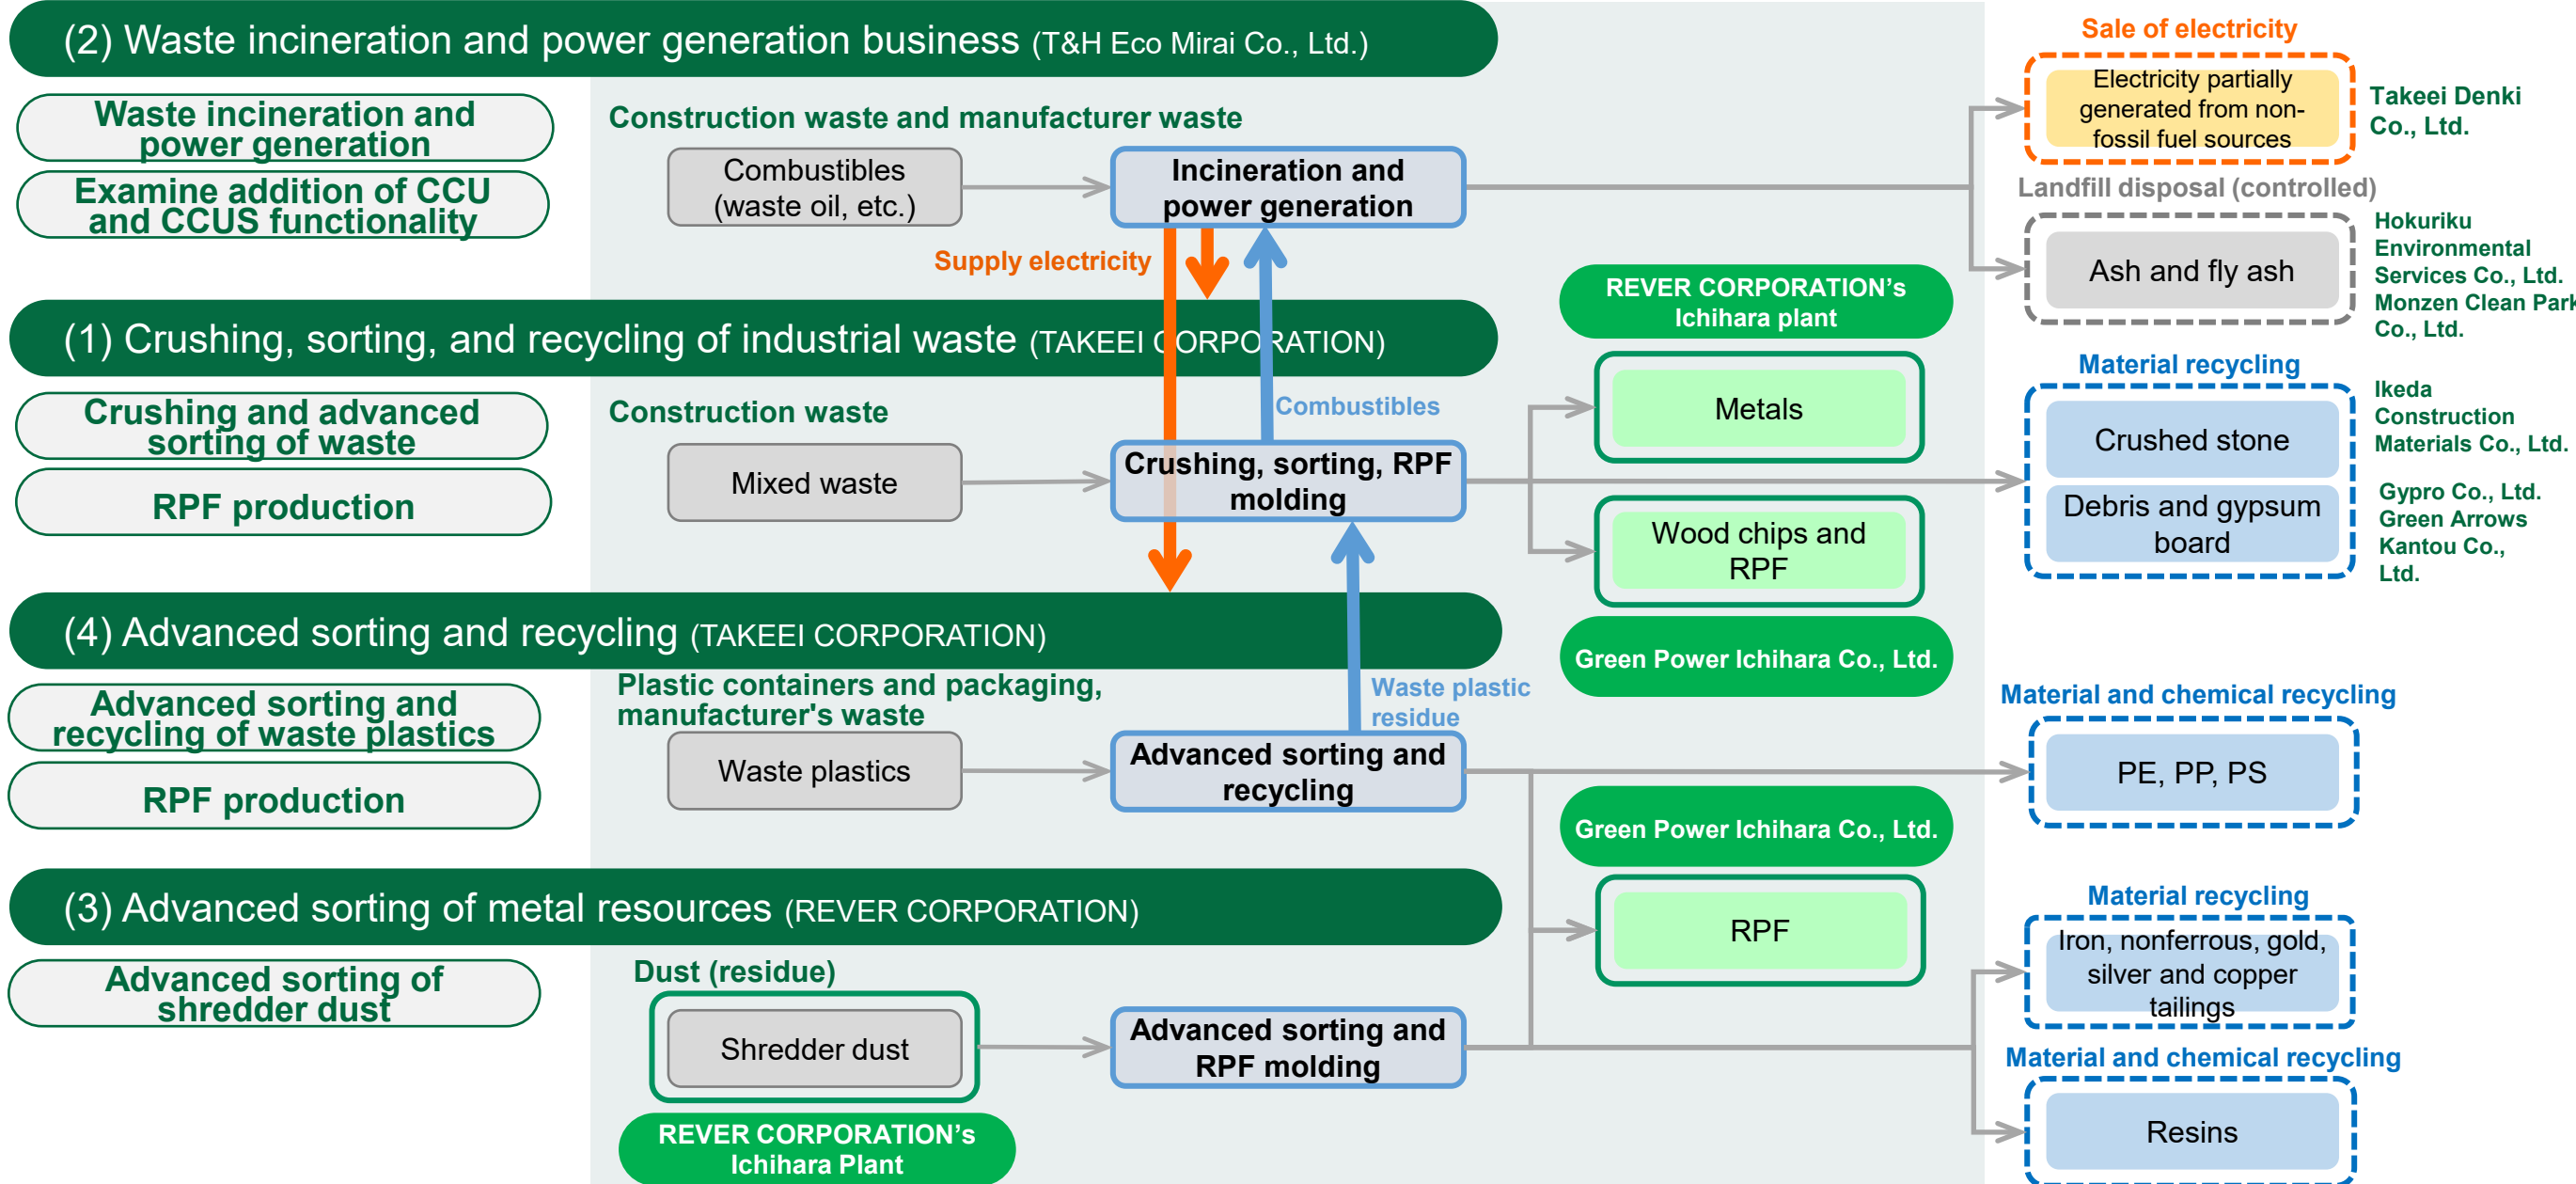 (2) Waste incineration and power generation business (T&H Eco Mirai Co., Ltd.)
Waste incineration and
power generation
Examine addition of CCU
and CCUS functionality
Construction waste and manufacturer waste
Combustibles
(waste oil, etc.)
Incineration and
power generation
Supply electricity
Sale of electricity
Electricity partially
generated from non-
fossil fuel sources
Takeei Denki
Co., Ltd.
Landfill disposal (controlled)
Ash and fly ash
Hokuriku
Environmental
Services Co., Ltd.
Monzen Clean Park
Co., Ltd.
(1) Crushing, sorting, and recycling of industrial waste (TAKEEI CORPORATION)
Crushing and advanced
sorting of waste
RPF production
Construction waste
Mixed waste
Combustibles
Crushing, sorting, RPF
molding
REVER CORPORATION's
Ichihara plant
Metals
Wood chips and
RPF
Green Power Ichihara Co., Ltd.
Material recycling
Crushed stone
Debris and gypsum
board
Ikeda
Construction
Materials Co., Ltd.
Gypro Co., Ltd.
Green Arrows
Kantou Co.,
Ltd.
(4) Advanced sorting and recycling (TAKEEI CORPORATION)
Advanced sorting and
recycling of waste plastics
RPF production
Plastic containers and packaging,
manufacturer's waste
Waste plastics
Waste plastic
residue
Advanced sorting and
recycling
Green Power Ichihara Co., Ltd.
RPF
Material and chemical recycling
PE, PP, PS
(3) Advanced sorting of metal resources (REVER CORPORATION)
Advanced sorting of
shredder dust
Dust (residue)
Shredder dust
REVER CORPORATION's
Ichihara Plant
Advanced sorting and
RPF molding
Material recycling
Iron, nonferrous, gold,
silver and copper
tailings
Material and chemical recycling
Resins